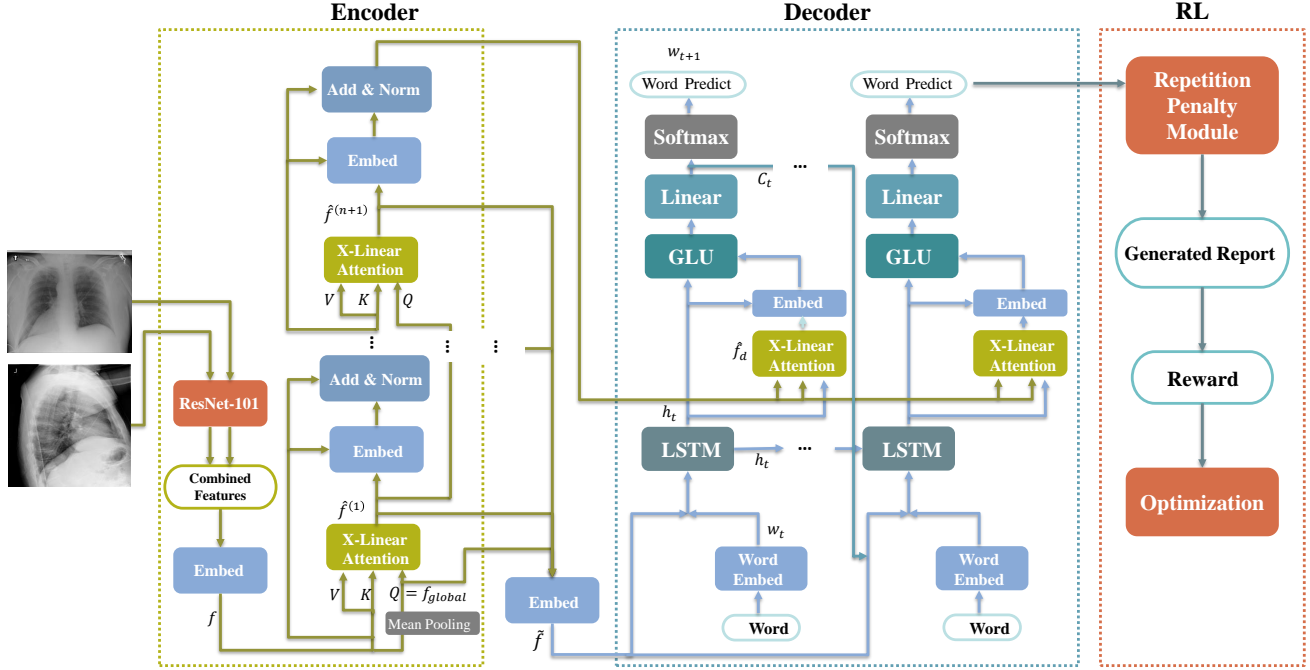 Encoder
Decoder
RL
Add & Norm
Embed
f̂^(n+1)
X-Linear
Attention
V
K
Q
⋮
⋮
⋮
Add & Norm
ResNet-101
Embed
Combined
Features
f̂^(1)
X-Linear
Attention
Embed
V
K
Q = f_global
f
Mean Pooling
Embed
f̃
w_{t+1}
Word Predict
Softmax
C_t
...
Linear
GLU
Embed
f̂_d
X-Linear
Attention
h_t
LSTM
h_t
...
w_t
Word
Embed
Word
Word Predict
Softmax
Linear
GLU
Embed
X-Linear
Attention
LSTM
Word
Embed
Word
Repetition
Penalty
Module
Generated Report
Reward
Optimization